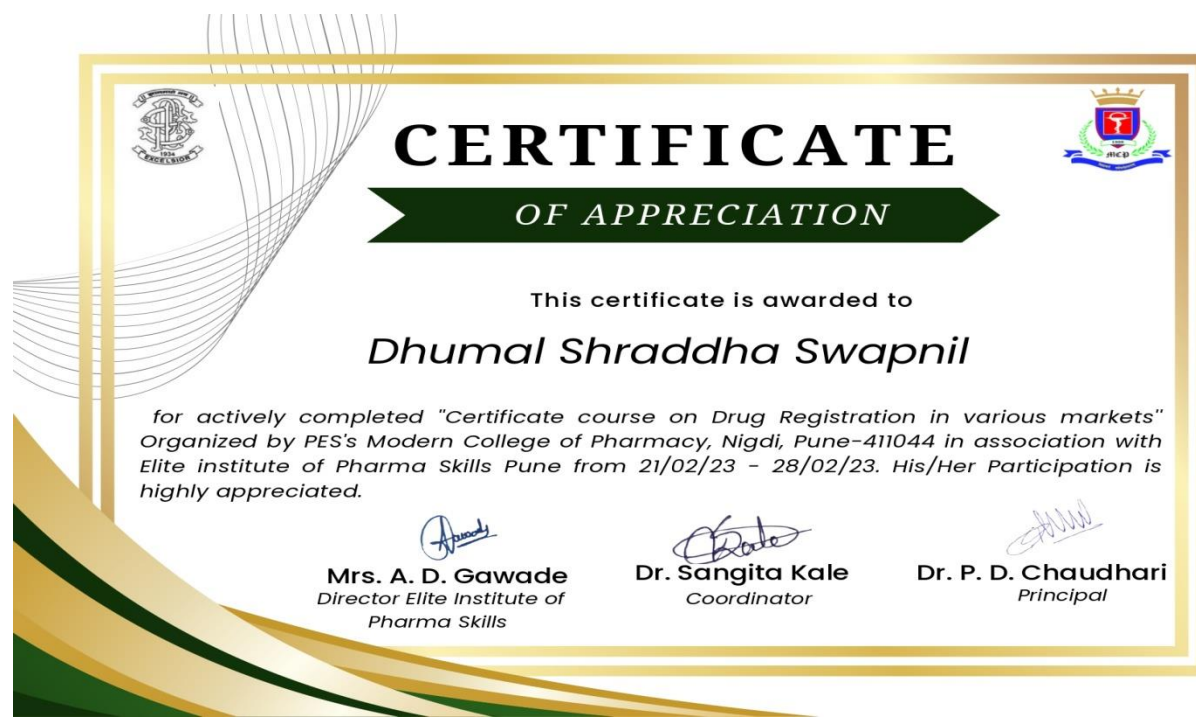 1934
EXCELSIOR
MCP
CERTIFICATE
OF APPRECIATION
This certificate is awarded to
Dhumal Shraddha Swapnil
for actively completed "Certificate course on Drug Registration in various markets"
Organized by PES's Modern College of Pharmacy, Nigdi, Pune-411044 in association with
Elite institute of Pharma Skills Pune from 21/02/23 - 28/02/23. His/Her Participation is
highly appreciated.
Mrs. A. D. Gawade
Director Elite Institute of
Pharma Skills
Dr. Sangita Kale
Coordinator
Dr. P. D. Chaudhari
Principal